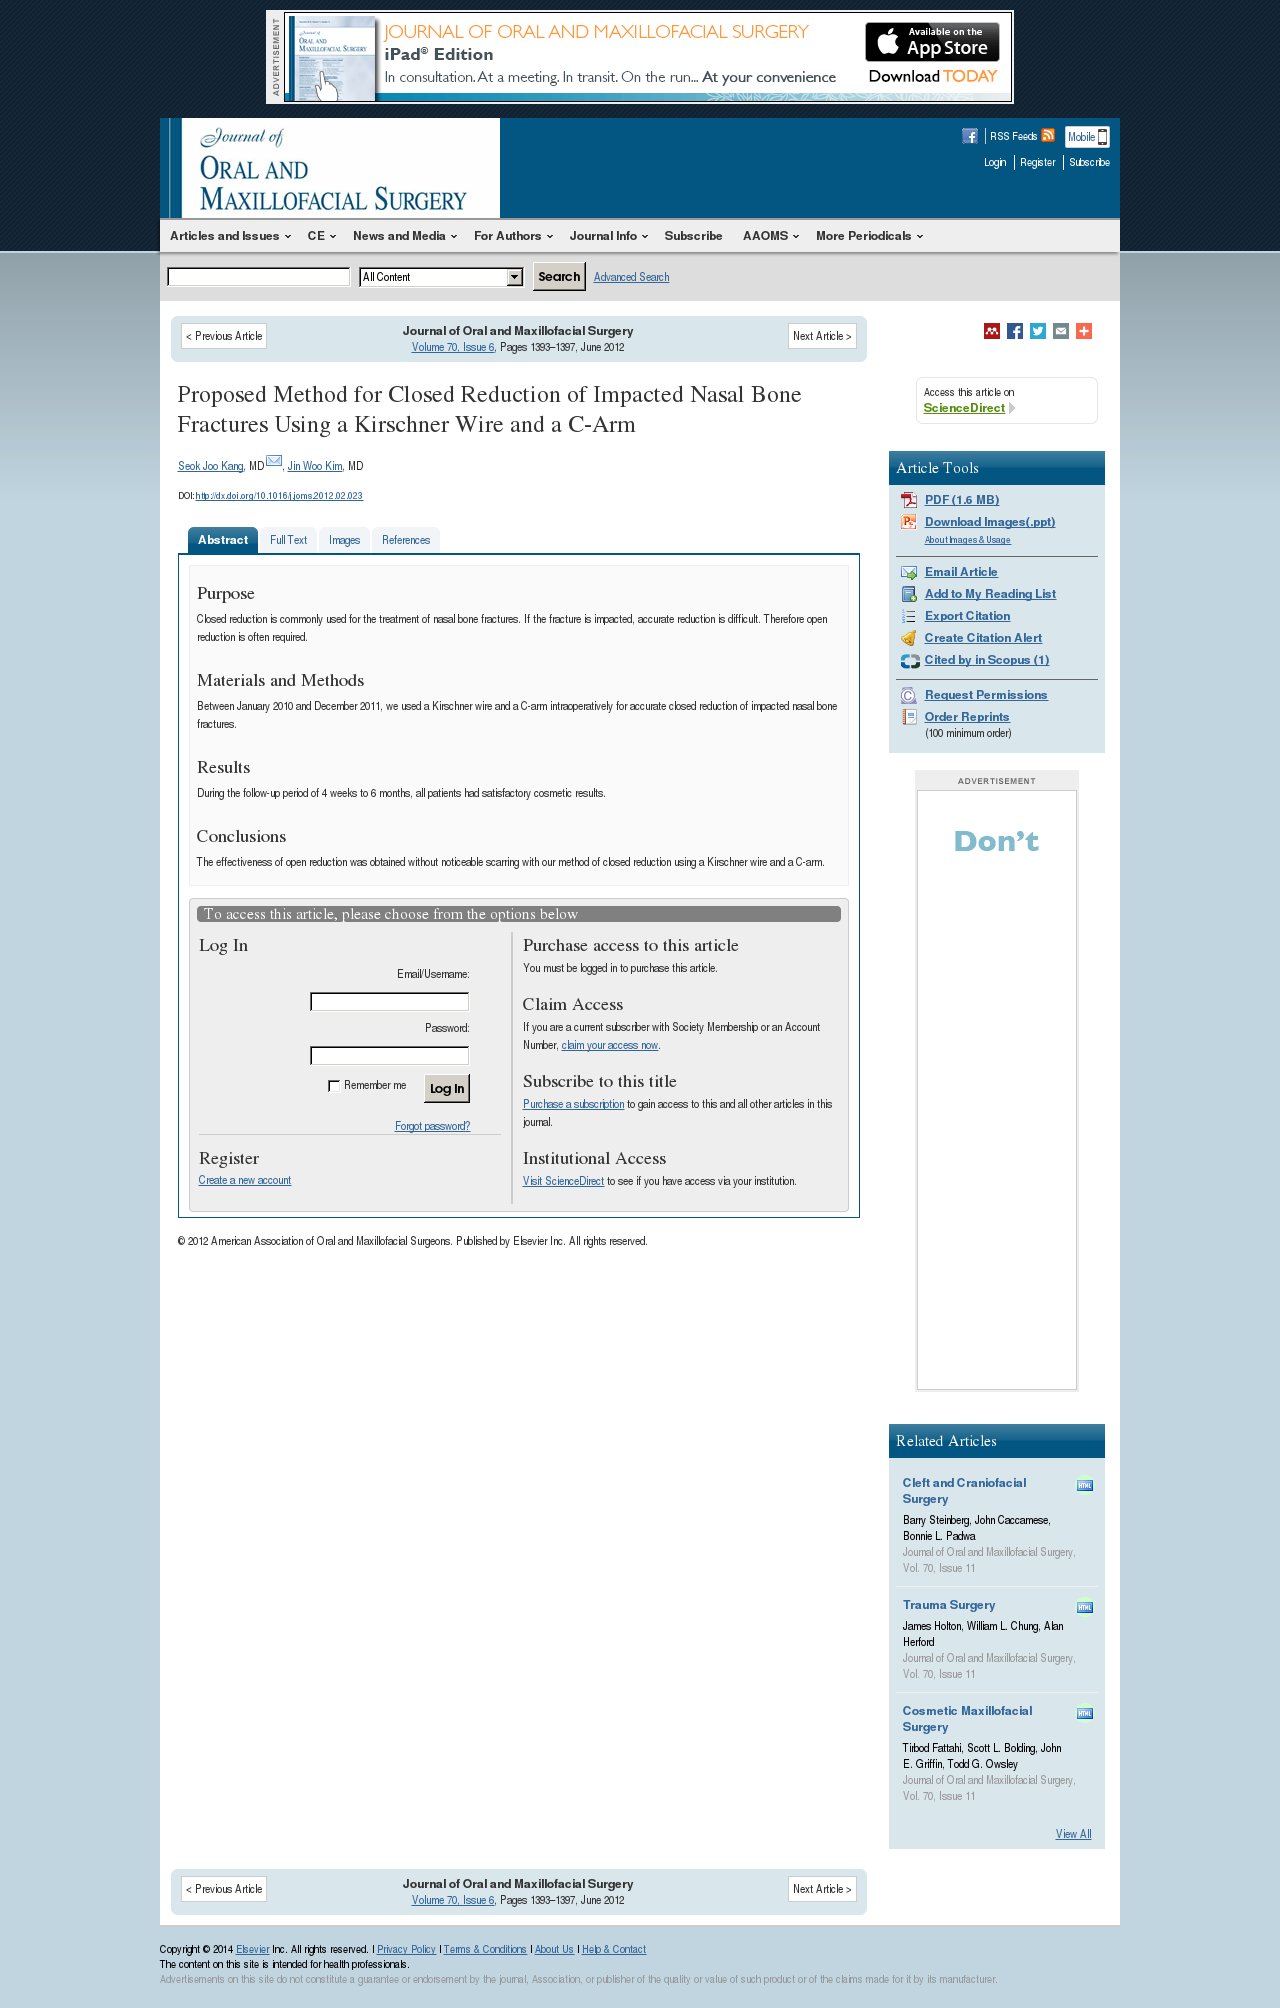 ADVERTISEMENT
Journal of
ORAL AND
MAXILLOFACIAL SURGERY
JOURNAL OF ORAL AND MAXILLOFACIAL SURGERY
iPad® Edition
In consultation. At a meeting. In transit. On the run... At your convenience
Available on the
App Store
Download TODAY
Journal of
ORAL AND
MAXILLOFACIAL SURGERY
RSS Feeds
Mobile
Login
Register
Subscribe
Articles and Issues
CE
News and Media
For Authors
Journal Info
Subscribe
AAOMS
More Periodicals
All Content
Search
Advanced Search
< Previous Article
Journal of Oral and Maxillofacial Surgery
Volume 70, Issue 6, Pages 1393–1397, June 2012
Next Article >
Proposed Method for Closed Reduction of Impacted Nasal Bone
Fractures Using a Kirschner Wire and a C-Arm
Seok Joo Kang, MD, Jin Woo Kim, MD
DOI: http://dx.doi.org/10.1016/j.joms.2012.02.023
Abstract
Full Text
Images
References
Purpose
Closed reduction is commonly used for the treatment of nasal bone fractures. If the fracture is impacted, accurate reduction is difficult. Therefore open
reduction is often required.
Materials and Methods
Between January 2010 and December 2011, we used a Kirschner wire and a C-arm intraoperatively for accurate closed reduction of impacted nasal bone
fractures.
Results
During the follow-up period of 4 weeks to 6 months, all patients had satisfactory cosmetic results.
Conclusions
The effectiveness of open reduction was obtained without noticeable scarring with our method of closed reduction using a Kirschner wire and a C-arm.
To access this article, please choose from the options below
Log In
Email/Username:
Password:
Remember me
Log In
Forgot password?
Register
Create a new account
Purchase access to this article
You must be logged in to purchase this article.
Claim Access
If you are a current subscriber with Society Membership or an Account
Number, claim your access now.
Subscribe to this title
Purchase a subscription to gain access to this and all other articles in this
journal.
Institutional Access
Visit ScienceDirect to see if you have access via your institution.
© 2012 American Association of Oral and Maxillofacial Surgeons. Published by Elsevier Inc. All rights reserved.
Access this article on
ScienceDirect
Article Tools
PDF (1.6 MB)
Download Images(.ppt)
About Images & Usage
Email Article
Add to My Reading List
Export Citation
Create Citation Alert
Cited by in Scopus (1)
Request Permissions
Order Reprints
(100 minimum order)
ADVERTISEMENT
Don't
Related Articles
Cleft and Craniofacial
Surgery
HTML
Barry Steinberg, John Caccamese,
Bonnie L. Padwa
Journal of Oral and Maxillofacial Surgery,
Vol. 70, Issue 11
Trauma Surgery
HTML
James Holton, William L. Chung, Alan
Herford
Journal of Oral and Maxillofacial Surgery,
Vol. 70, Issue 11
Cosmetic Maxillofacial
Surgery
HTML
Tirbod Fattahi, Scott L. Bolding, John
E. Griffin, Todd G. Owsley
Journal of Oral and Maxillofacial Surgery,
Vol. 70, Issue 11
View All
< Previous Article
Journal of Oral and Maxillofacial Surgery
Volume 70, Issue 6, Pages 1393–1397, June 2012
Next Article >
Copyright © 2014 Elsevier Inc. All rights reserved. | Privacy Policy | Terms & Conditions | About Us | Help & Contact
The content on this site is intended for health professionals.
Advertisements on this site do not constitute a guarantee or endorsement by the journal, Association, or publisher of the quality or value of such product or of the claims made for it by its manufacturer.